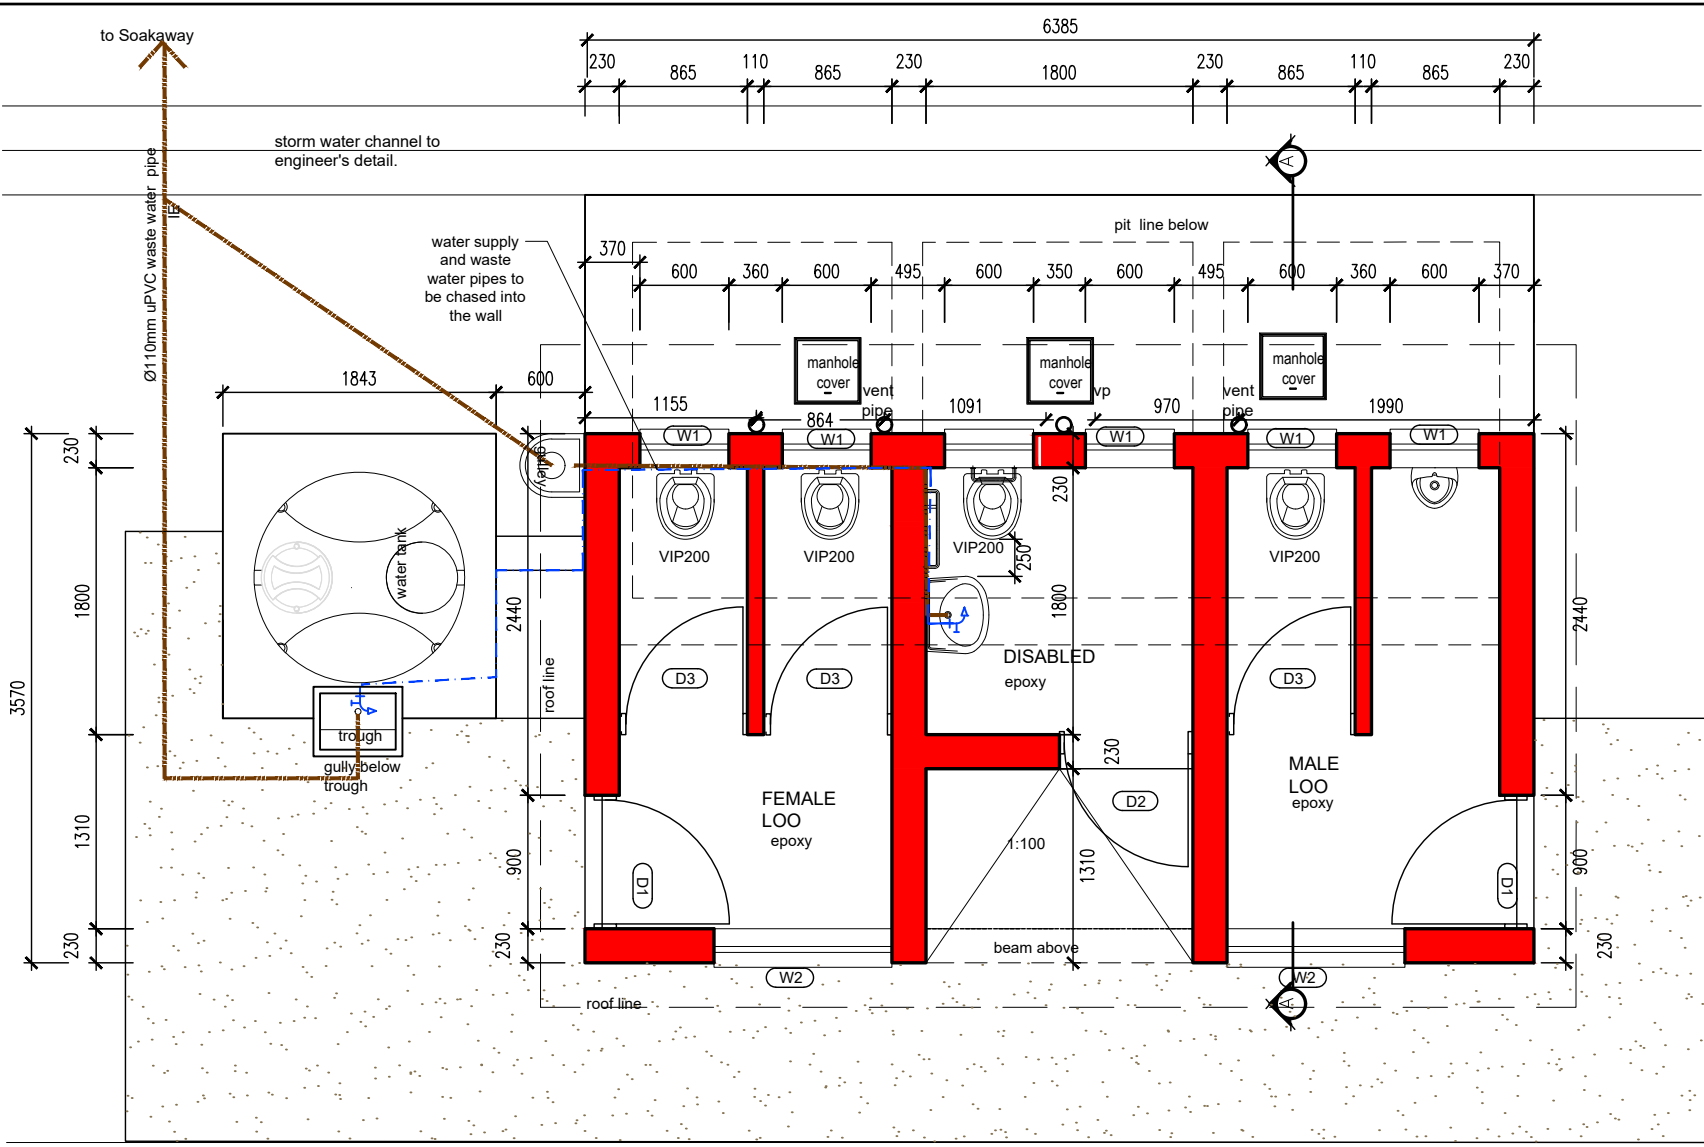 to Soakaway
6385
230
865
110
865
230
1800
230
865
110
865
230
storm water channel to
engineer's detail.
A
Ø110mm uPVC waste water pipe
IE
water supply
and waste
water pipes to
be chased into
the wall
pit line below
370
600
360
600
495
600
350
600
495
600
360
600
370
manhole
cover
manhole
cover
manhole
cover
vent
pipe
vp
vent
pipe
1843
600
1155
864
1091
970
1990
W1
W1
W1
W1
W1
230
gulley
230
water tank
VIP200
VIP200
VIP200
VIP200
250
1800
2440
1800
2440
3570
roof line
DISABLED
epoxy
D3
D3
D3
trough
gully below
trough
230
FEMALE
LOO
epoxy
D2
MALE
LOO
epoxy
1310
900
D1
1:100
1310
D1
900
230
230
beam above
230
W2
W2
roof line
A